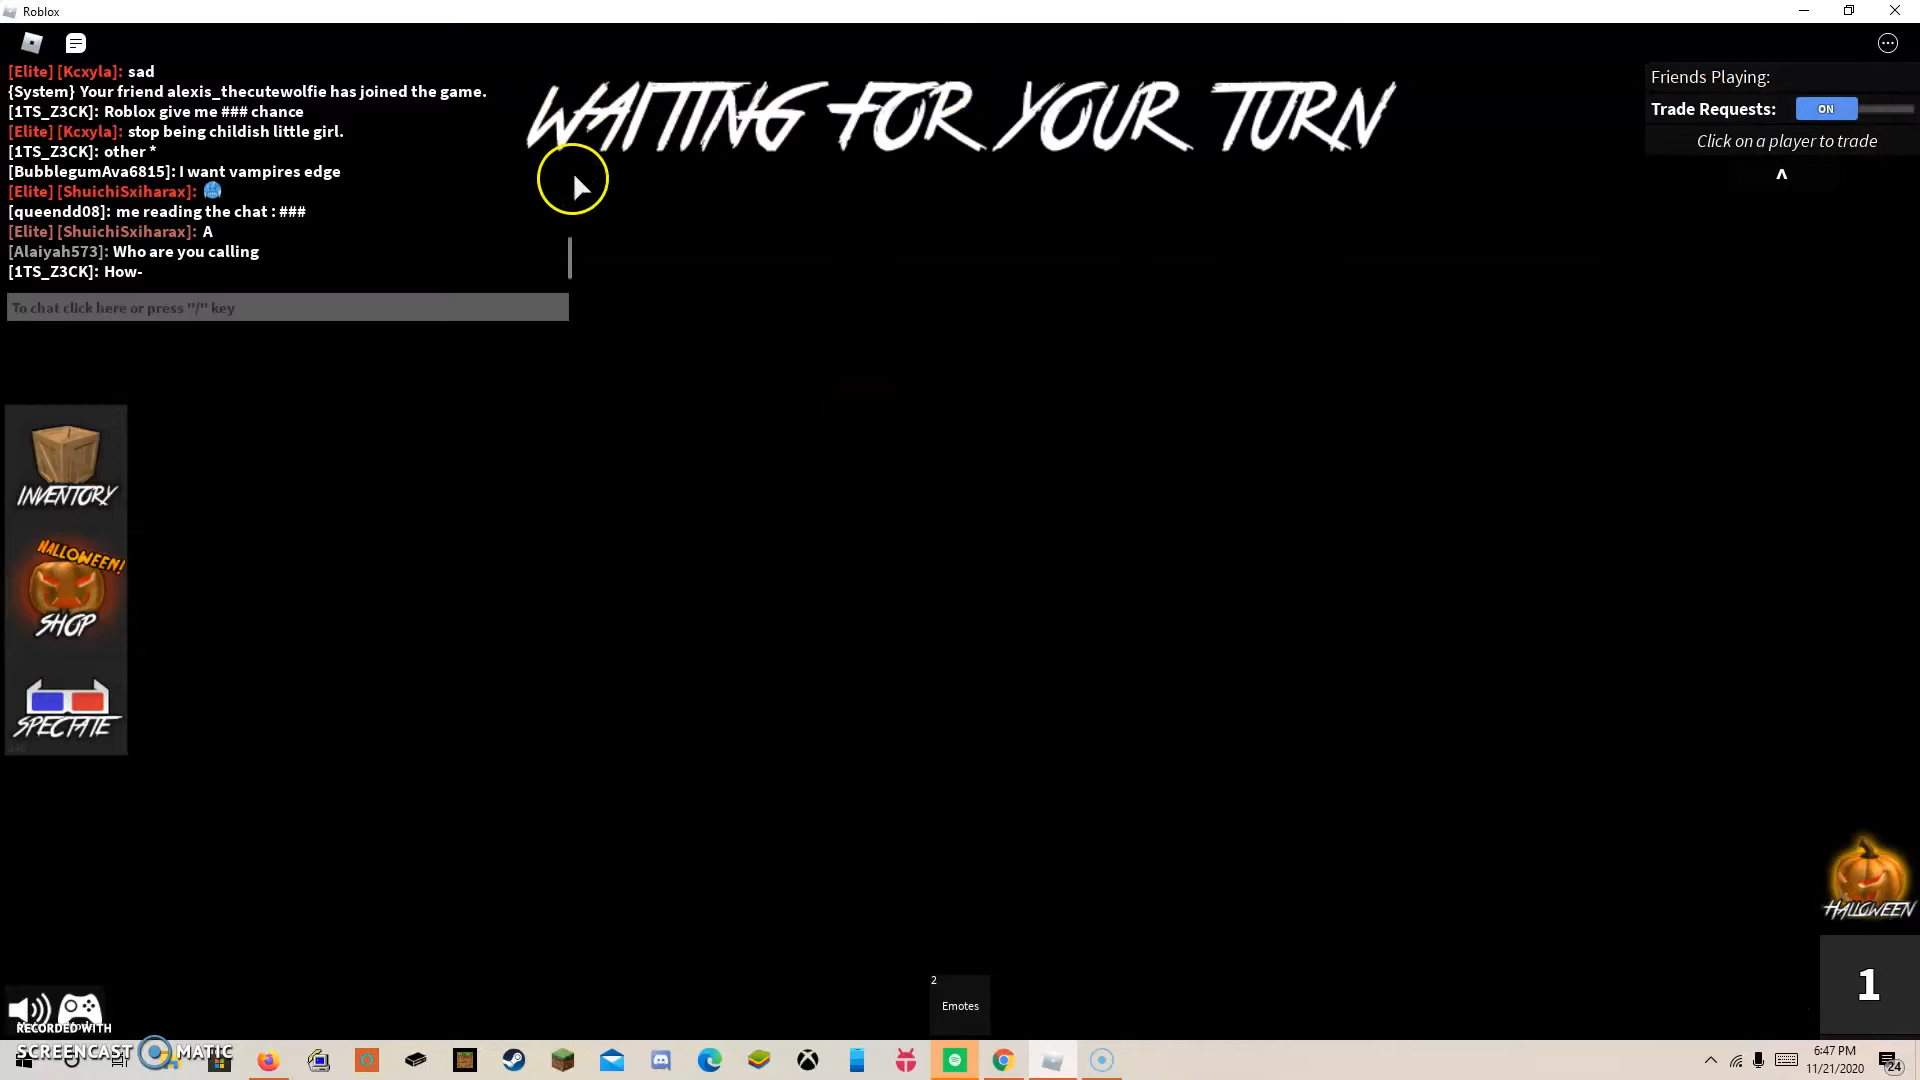 Roblox
[Elite] [Kcxyla]: sad
{System} Your friend alexis_thecutewolfie has joined the game.
[1TS_Z3CK]: Roblox give me ### chance
[Elite] [Kcxyla]: stop being childish little girl.
[1TS_Z3CK]: other *
[BubblegumAva6815]: I want vampires edge
[Elite] [ShuichiSxiharax]:
[queendd08]: me reading the chat : ###
[Elite] [ShuichiSxiharax]: A
[Alaiyah573]: Who are you calling
[1TS_Z3CK]: How-
To chat click here or press "/" key
WAITING FOR YOUR TURN
Friends Playing:
Trade Requests: ON
Click on a player to trade
^
INVENTORY
HALLOWEEN!
SHOP
SPECTATE
HALLOWEEN
1
2
Emotes
RECORDED WITH
SCREENCAST MATIC
6:47 PM
11/21/2020
24